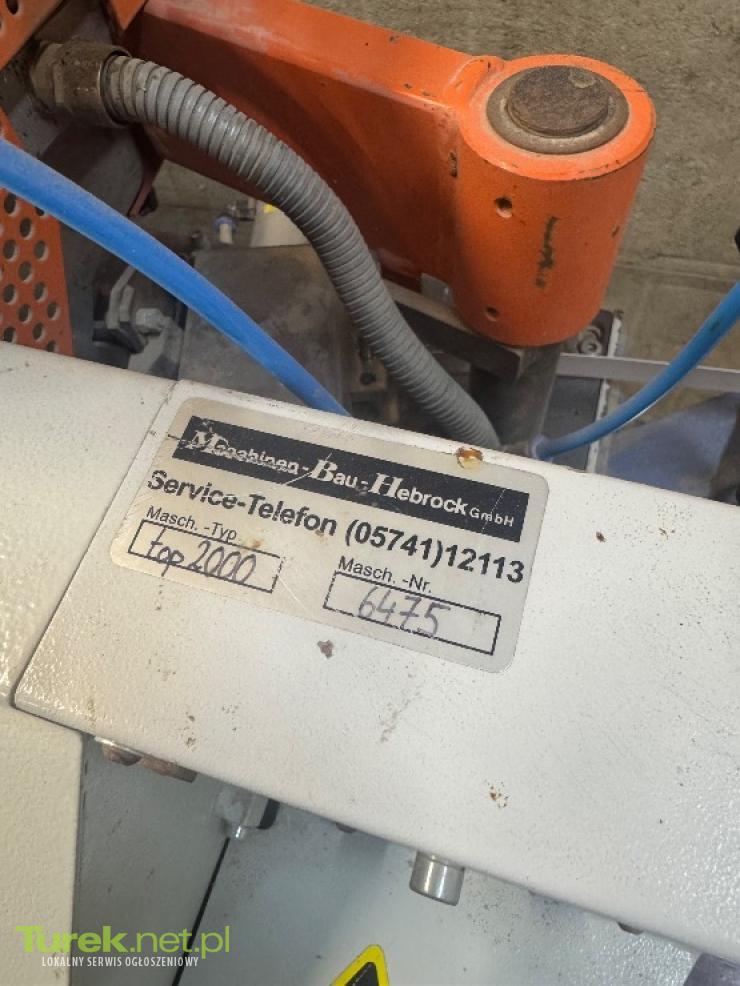 Maschinen-Bau-Hebrock GmbH
Service-Telefon (05741)12113
Masch. -Typ
top 2000
Masch. -Nr.
6475
Turek.net.pl
LOKALNY SERWIS OGŁOSZENIOWY